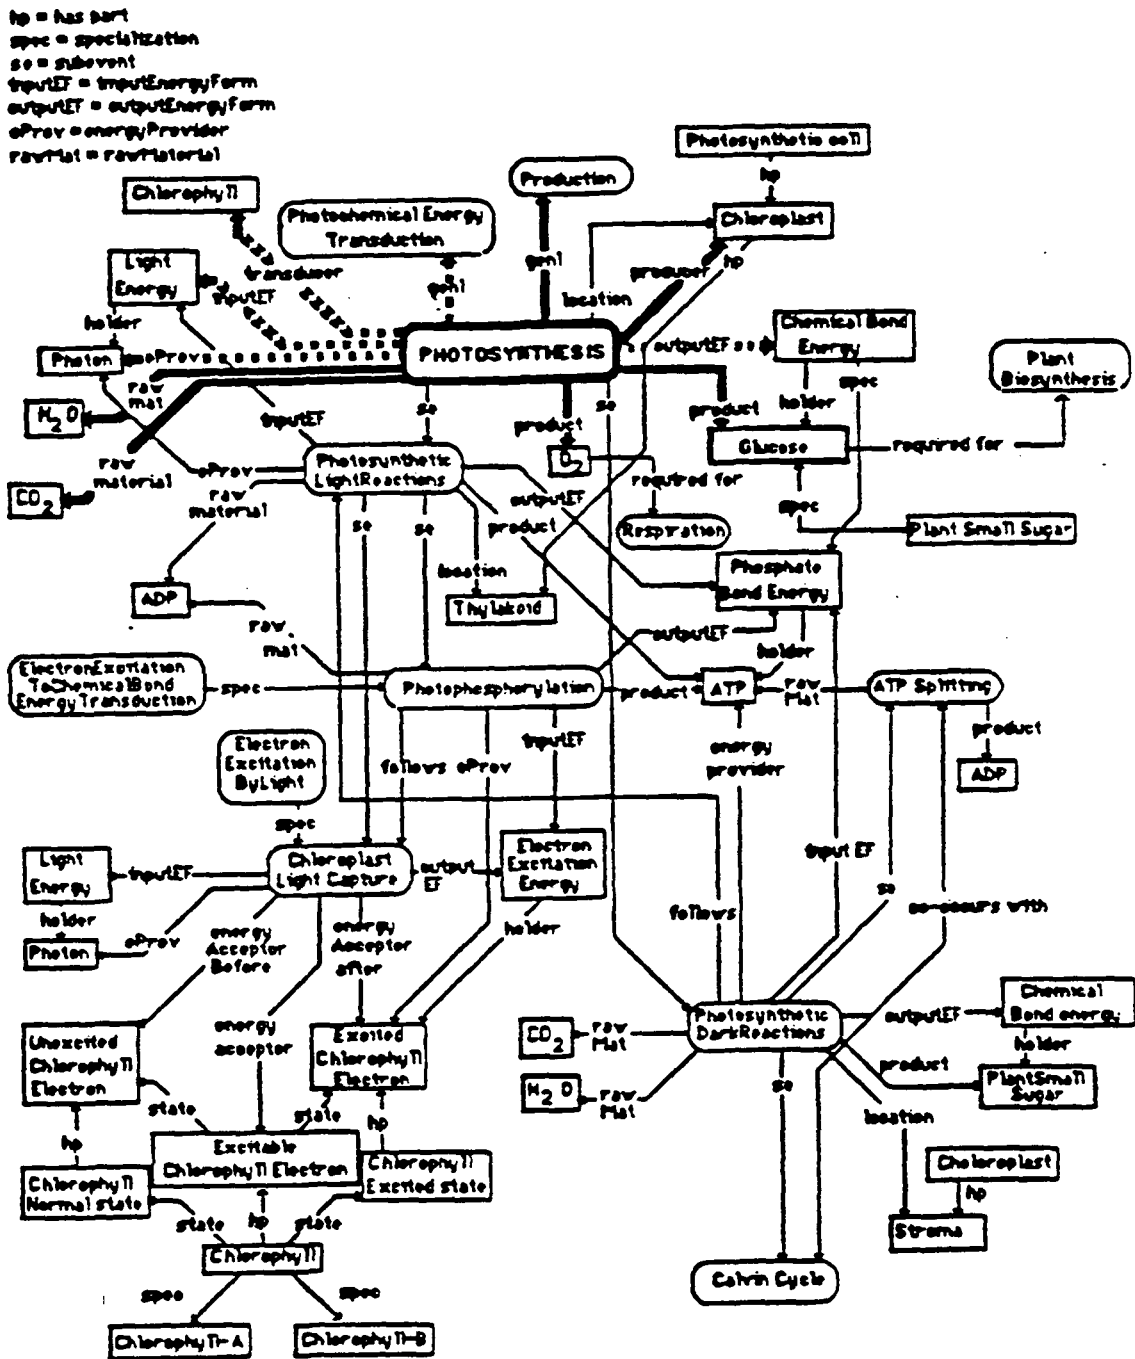 hp = has part
spec = specialization
se = subevent
inputEF = inputEnergyForm
outputEF = outputEnergyForm
eProv = energyProvider
rawMat = rawMaterial
Photosynthetic cell
hp
Production
Chlorophyll
Photochemical Energy
Transduction
Chloroplast
Light
Energy
transducer
inputEF
gen1
gen1
producer
hp
location
holder
Photon
eProv
PHOTOSYNTHESIS
outputEF
Chemical Bond
Energy
Plant
Biosynthesis
raw
mat
H2O
inputEF
se
product
se
product
holder
spec
raw
material
CO2
eProv
Photosynthetic
LightReactions
O2
Glucose
required for
raw
material
outputEF
required for
se
se
product
Respiration
spec
Plant Small Sugar
location
Phosphate
Bond Energy
ADP
Thylakoid
raw
mat
outputEF
holder
ElectronExcitation
ToChemicalBond
EnergyTransduction
spec
Photophosphorylation
product
ATP
raw
Mat
ATP Splitting
product
Electron
Excitation
ByLight
follows
eProv
inputEF
energy
provider
ADP
spec
Light
Energy
inputEF
Chloroplast
Light Capture
output
EF
Electron
Excitation
Energy
input EF
se
co-occurs with
holder
Photon
eProv
energy
Acceptor
Before
energy
Acceptor
after
holder
follows
energy
acceptor
Unexcited
Chlorophyll
Electron
Excited
Chlorophyll
Electron
CO2
raw
Mat
Photosynthetic
DarkReactions
outputEF
Chemical
Bond energy
holder
product
PlantSmall
Sugar
H2O
raw
Mat
se
location
state
state
hp
hp
Excitable
Chlorophyll Electron
Chlorophyll
Normal state
Chlorophyll
Excited state
Choloroplast
hp
state
hp
state
Stroma
Chlorophyll
Calvin Cycle
spec
spec
Chlorophyll-A
Chlorophyll-B